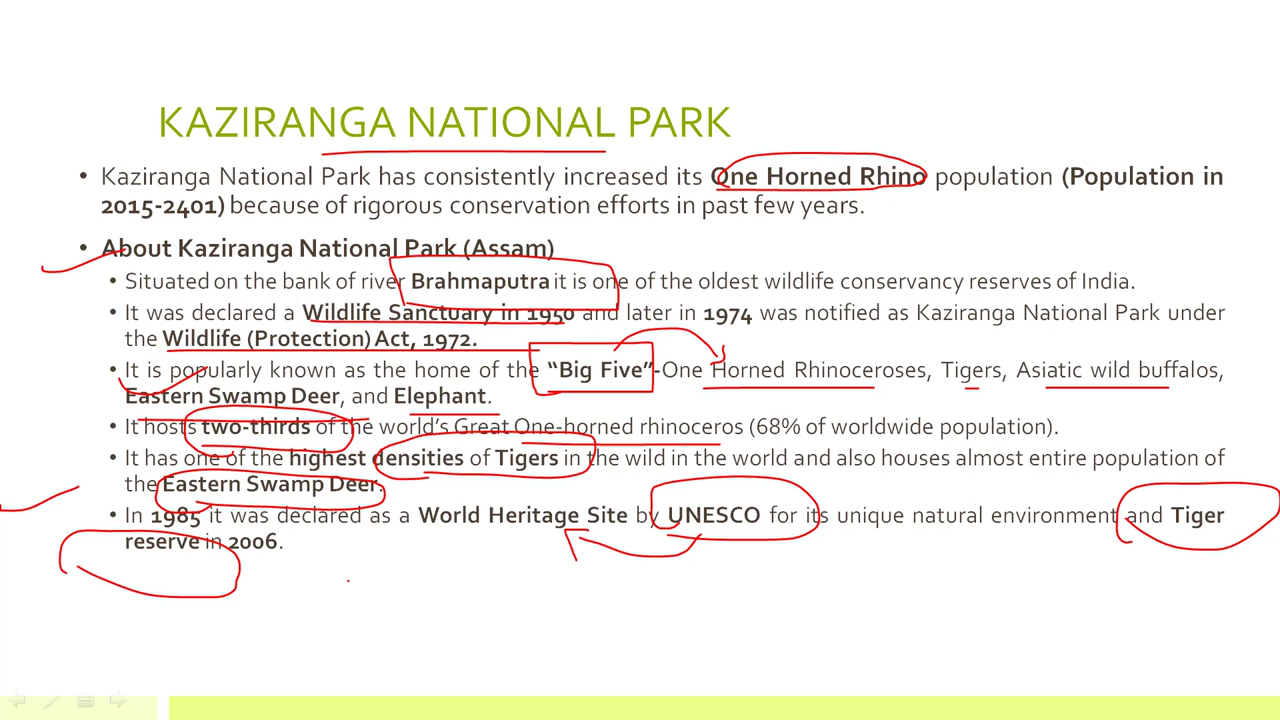 KAZIRANGA NATIONAL PARK
• Kaziranga National Park has consistently increased its One Horned Rhino population (Population in
2015-2401) because of rigorous conservation efforts in past few years.
• About Kaziranga National Park (Assam)
• Situated on the bank of river Brahmaputra it is one of the oldest wildlife conservancy reserves of India.
• It was declared a Wildlife Sanctuary in 1950 and later in 1974 was notified as Kaziranga National Park under
the Wildlife (Protection) Act, 1972.
• It is popularly known as the home of the “Big Five”-One Horned Rhinoceroses, Tigers, Asiatic wild buffalos,
Eastern Swamp Deer, and Elephant.
• It hosts two-thirds of the world's Great One-horned rhinoceros (68% of worldwide population).
• It has one of the highest densities of Tigers in the wild in the world and also houses almost entire population of
the Eastern Swamp Deer.
• In 1985 it was declared as a World Heritage Site by UNESCO for its unique natural environment and Tiger
reserve in 2006.